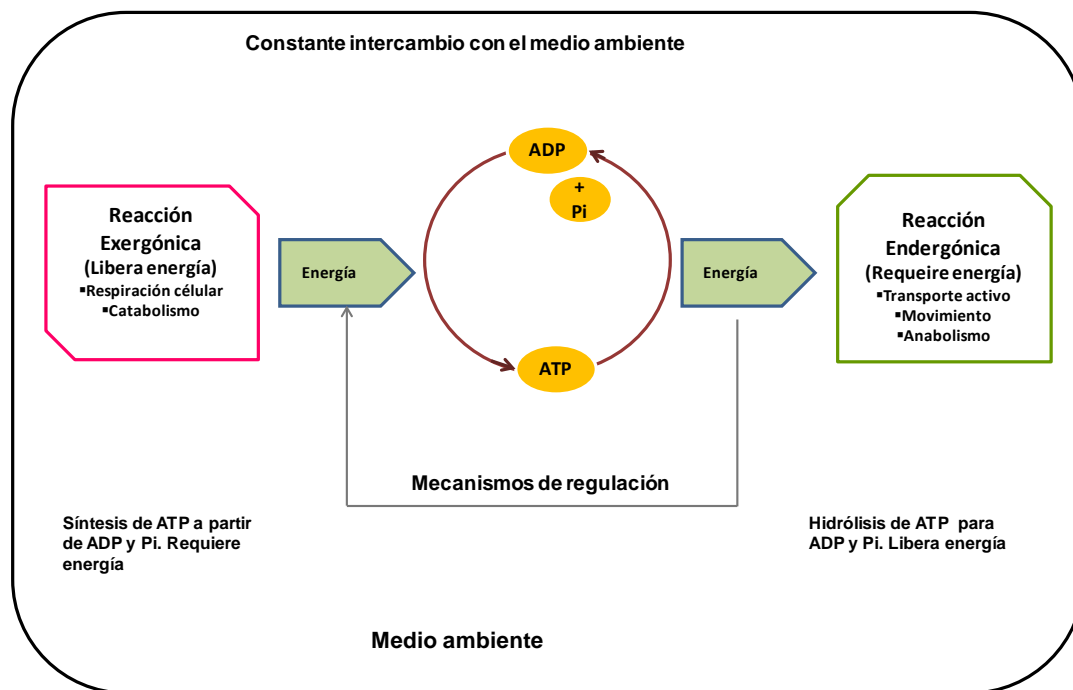 Constante intercambio con el medio ambiente
ADP
+
Pi
Reacción
Exergónica
(Libera energía)
▪Respiración célular
▪Catabolismo
Energía
Energía
Reacción
Endergónica
(Requeire energía)
▪Transporte activo
▪Movimiento
▪Anabolismo
ATP
Mecanismos de regulación
Síntesis de ATP a partir
de ADP y Pi. Requiere
energía
Hidrólisis de ATP para
ADP y Pi. Libera energía
Medio ambiente